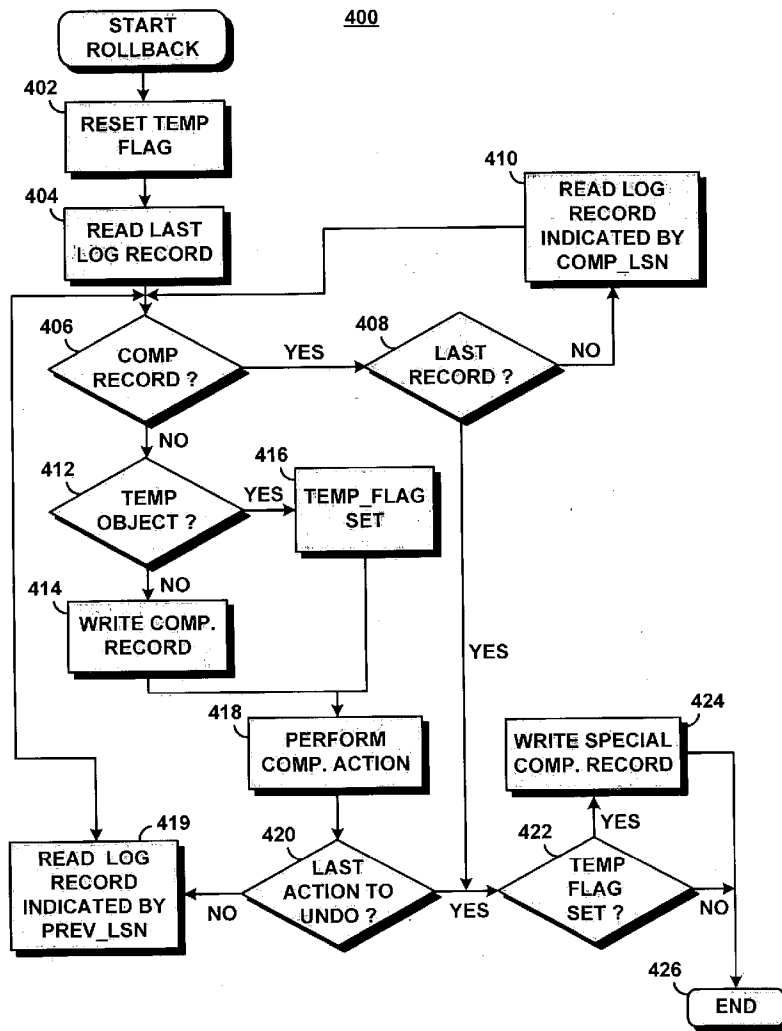 400
START
ROLLBACK
402
RESET TEMP
FLAG
404
READ LAST
LOG RECORD
410
READ LOG
RECORD
INDICATED BY
COMP_LSN
406
COMP
RECORD ?
YES
408
LAST
RECORD ?
NO
NO
412
TEMP
OBJECT ?
YES
416
TEMP_FLAG
SET
NO
414
WRITE COMP.
RECORD
YES
418
PERFORM
COMP. ACTION
424
WRITE SPECIAL
COMP. RECORD
419
READ LOG
RECORD
INDICATED BY
PREV_LSN
NO
420
LAST
ACTION TO
UNDO ?
YES
YES
422
TEMP
FLAG
SET ?
NO
426
END